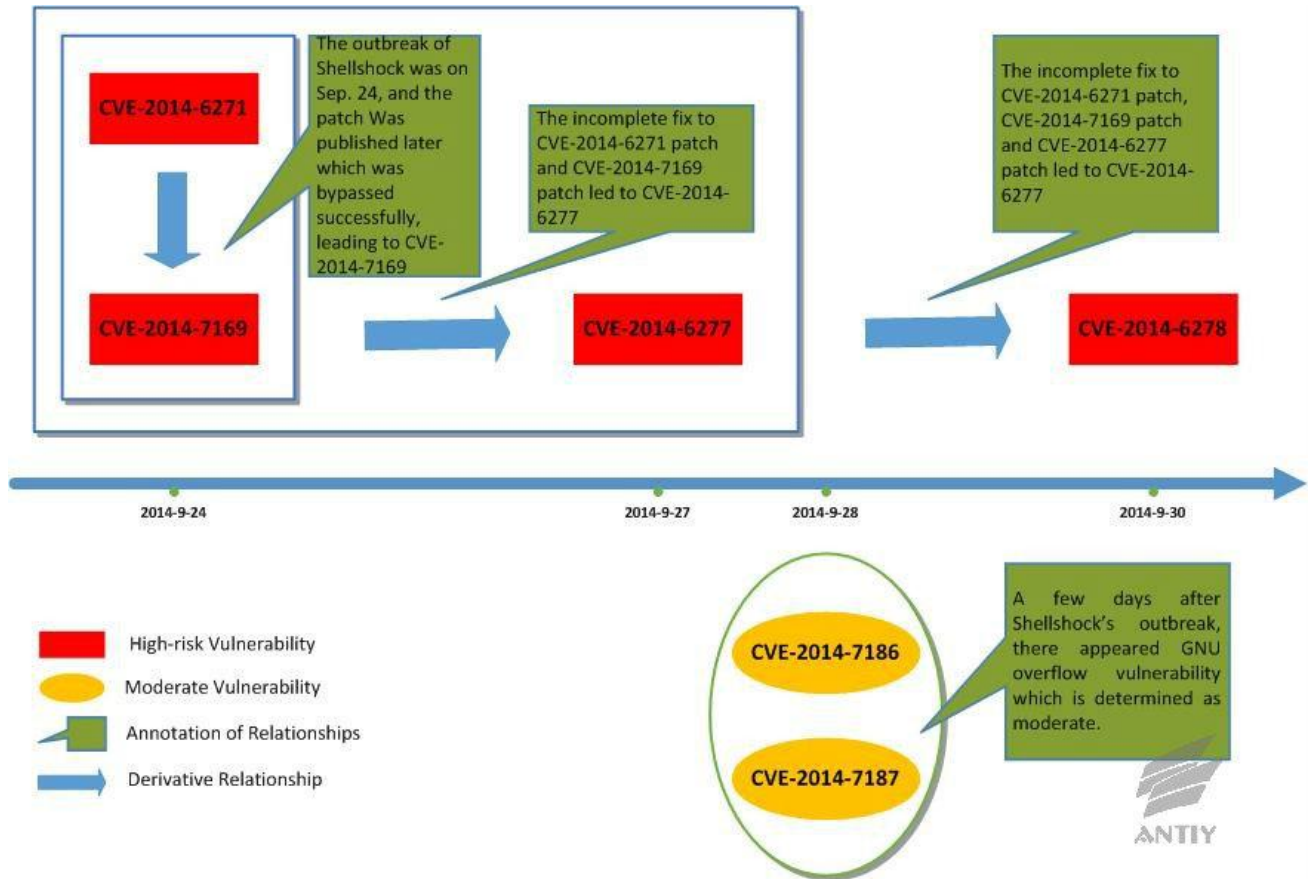 CVE-2014-6271
The outbreak of
Shellshock was on
Sep. 24, and the
patch Was
published later
which was
bypassed
successfully,
leading to CVE-
2014-7169
The incomplete fix to
CVE-2014-6271 patch
and CVE-2014-7169
patch led to CVE-2014-
6277
The incomplete fix to
CVE-2014-6271 patch,
CVE-2014-7169 patch
and CVE-2014-6277
patch led to CVE-2014-
6277
CVE-2014-7169
CVE-2014-6277
CVE-2014-6278
2014-9-24
2014-9-27
2014-9-28
2014-9-30
High-risk Vulnerability
Moderate Vulnerability
Annotation of Relationships
Derivative Relationship
CVE-2014-7186
CVE-2014-7187
A few days after
Shellshock's outbreak,
there appeared GNU
overflow vulnerability
which is determined as
moderate.
ANTIY